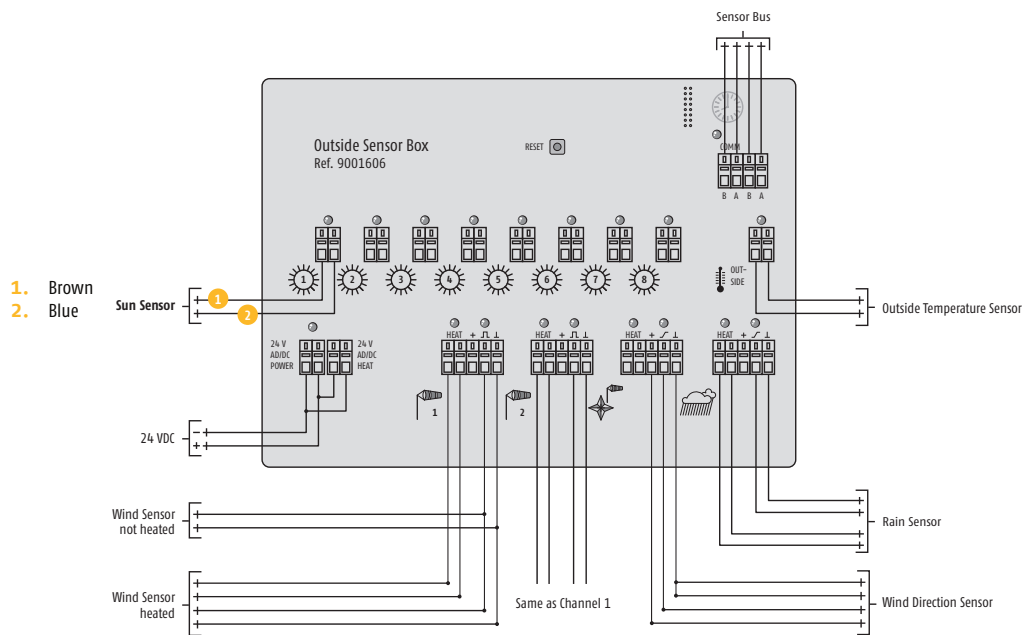 Sensor Bus
Outside Sensor Box
Ref. 9001606
RESET
COMM
B A B A
1 2 3 4 5 6 7 8
OUT-
SIDE
1. Brown
2. Blue
Sun Sensor
1
2
Outside Temperature Sensor
24 V
AD/DC
POWER
24 V
AD/DC
HEAT
HEAT + ⊓ ⊥
HEAT + ⊓ ⊥
HEAT +
⊥
HEAT +
⊥
1
2
24 VDC
−
+
Wind Sensor
not heated
Rain Sensor
Wind Sensor
heated
Same as Channel 1
Wind Direction Sensor